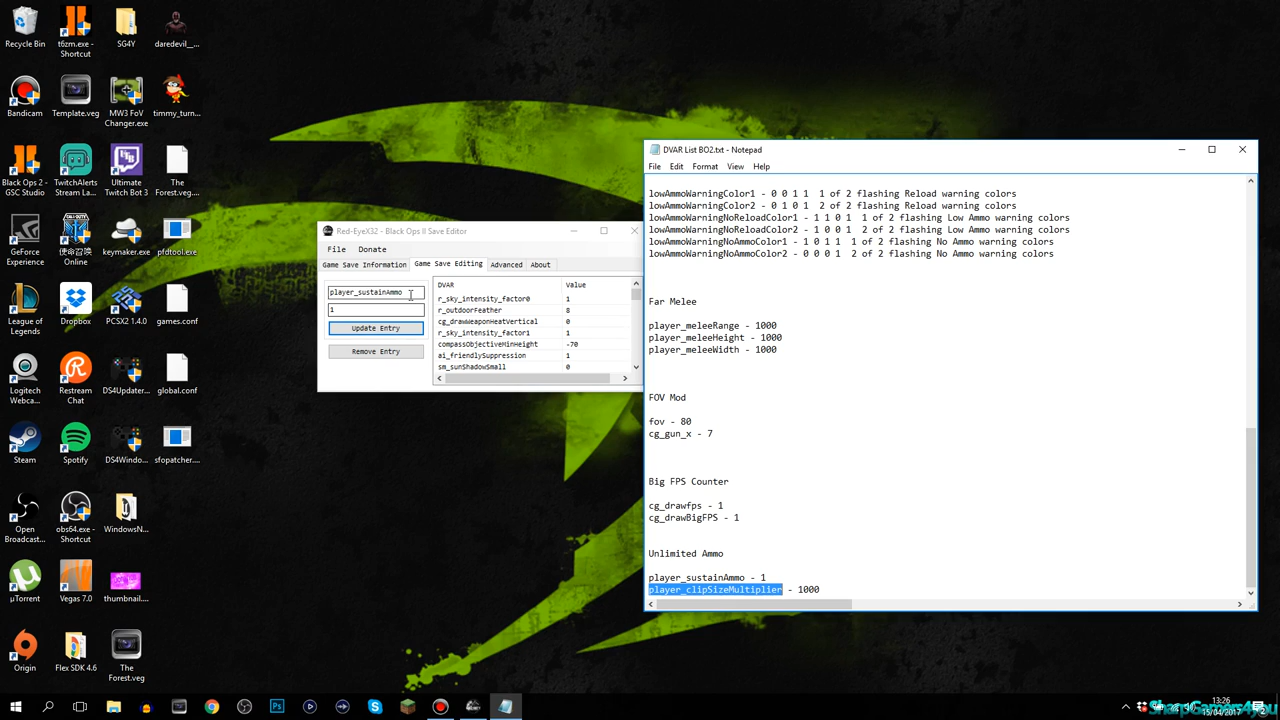 Recycle Bin
t6zm.exe -
Shortcut
SG4Y
daredevil__...
Bandicam
Template.veg
MW3 FoV
Changer.exe
timmy_turn...
Black Ops 2 -
GSC Studio
TwitchAlerts
Stream La...
Ultimate
Twitch Bot 3
The
Forest.veg...
GeForce
Experience
使命召唤
Online
keymaker.exe
pfdtool.exe
League of
Legends
Dropbox
PCSX2 1.4.0
games.conf
Logitech
Webca...
Restream
Chat
DS4Updater...
global.conf
Steam
Spotify
DS4Windo...
sfopatcher....
Open
Broadcast...
obs64.exe -
Shortcut
WindowsN...
µTorrent
Vegas 7.0
thumbnail....
Origin
Flex SDK 4.6
The
Forest.veg
Red-EyeX32 - Black Ops II Save Editor
File Donate
Game Save Information Game Save Editing Advanced About
player_sustainAmmo
1
Update Entry
Remove Entry
DVAR Value
r_sky_intensity_factor0 1
r_outdoorFeather 8
cg_drawWeaponHeatVertical 0
r_sky_intensity_factor1 1
compassObjectiveMinHeight -70
ai_friendlySuppression 1
sm_sunShadowSmall 0
DVAR List BO2.txt - Notepad
File Edit Format View Help
lowAmmoWarningColor1 - 0 0 1 1 1 of 2 flashing Reload warning colors
lowAmmoWarningColor2 - 0 1 0 1 2 of 2 flashing Reload warning colors
lowAmmoWarningNoReloadColor1 - 1 1 0 1 1 of 2 flashing Low Ammo warning colors
lowAmmoWarningNoReloadColor2 - 0 1 1 1 2 of 2 flashing Low Ammo warning colors
lowAmmoWarningNoAmmoColor1 - 1 0 1 1 1 of 2 flashing No Ammo warning colors
lowAmmoWarningNoAmmoColor2 - 0 0 0 1 2 of 2 flashing No Ammo warning colors
Far Melee
player_meleeRange - 1000
player_meleeHeight - 1000
player_meleeWidth - 1000
FOV Mod
fov - 80
cg_gun_x - 7
Big FPS Counter
cg_drawfps - 1
cg_drawBigFPS - 1
Unlimited Ammo
player_sustainAmmo - 1
player_clipSizeMultiplier - 1000
13:26
15/04/2017
SharpGamers4you